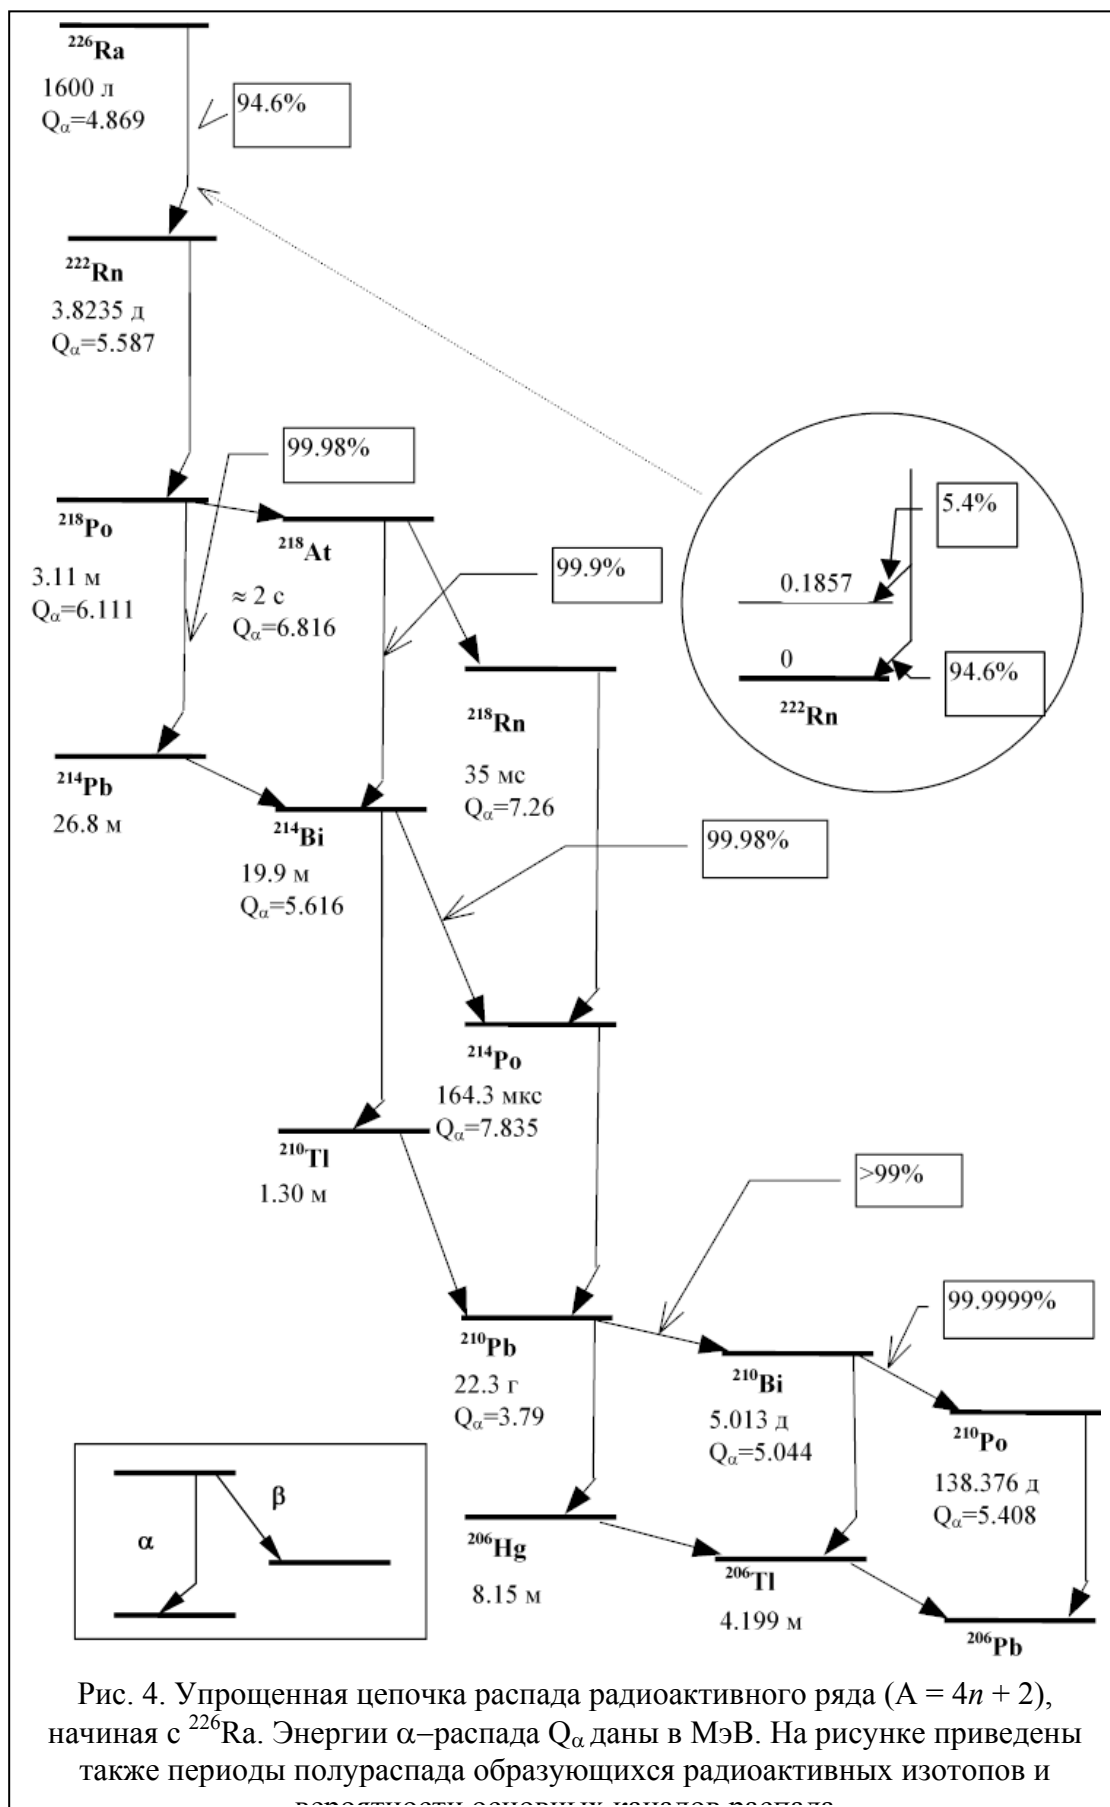 ²²⁶Ra
1600 л
Qα=4.869
94.6%
²²²Rn
3.8235 д
Qα=5.587
99.98%
²¹⁸Po
3.11 м
Qα=6.111
²¹⁸At
≈ 2 с
Qα=6.816
99.9%
5.4%
0.1857
0
94.6%
²²²Rn
²¹⁸Rn
35 мс
Qα=7.26
²¹⁴Pb
26.8 м
²¹⁴Bi
19.9 м
Qα=5.616
99.98%
²¹⁴Po
164.3 мкс
Qα=7.835
²¹⁰Tl
1.30 м
>99%
99.9999%
²¹⁰Pb
22.3 г
Qα=3.79
²¹⁰Bi
5.013 д
Qα=5.044
²¹⁰Po
138.376 д
Qα=5.408
α
β
²⁰⁶Hg
8.15 м
²⁰⁶Tl
4.199 м
²⁰⁶Pb
Рис. 4. Упрощенная цепочка распада радиоактивного ряда (A = 4n + 2),
начиная с ²²⁶Ra. Энергии α−распада Qα даны в МэВ. На рисунке приведены
также периоды полураспада образующихся радиоактивных изотопов и
вероятности основных каналов распада